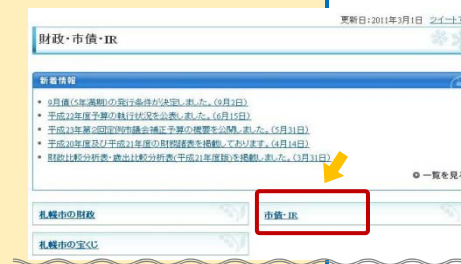 更新日:2011年3月1日 ツイート
財政・市債・IR
新着情報
9月債(5年満期)の発行条件が決定しました。(9月2日)
平成22年度予算の執行状況を公表しました。(6月15日)
平成23年第2回定例市議会補正予算の概要を公開しました。(5月31日)
平成20年度及び平成21年度の財務諸表を掲載しております。(4月14日)
財政比較分析表・歳出比較分析表(平成21年度版)を掲載しました。(3月31日)
一覧を見
札幌市の財政
市債・IR
札幌市の宝くじ